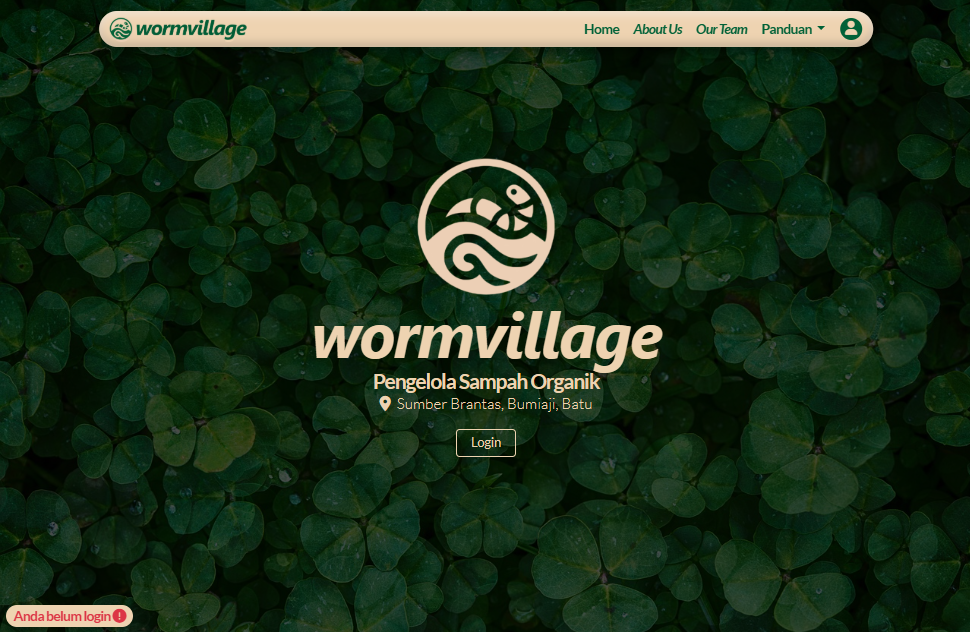 wormvillage
Home About Us Our Team Panduan
wormvillage
Pengelola Sampah Organik
Sumber Brantas, Bumiaji, Batu
Login
Anda belum login